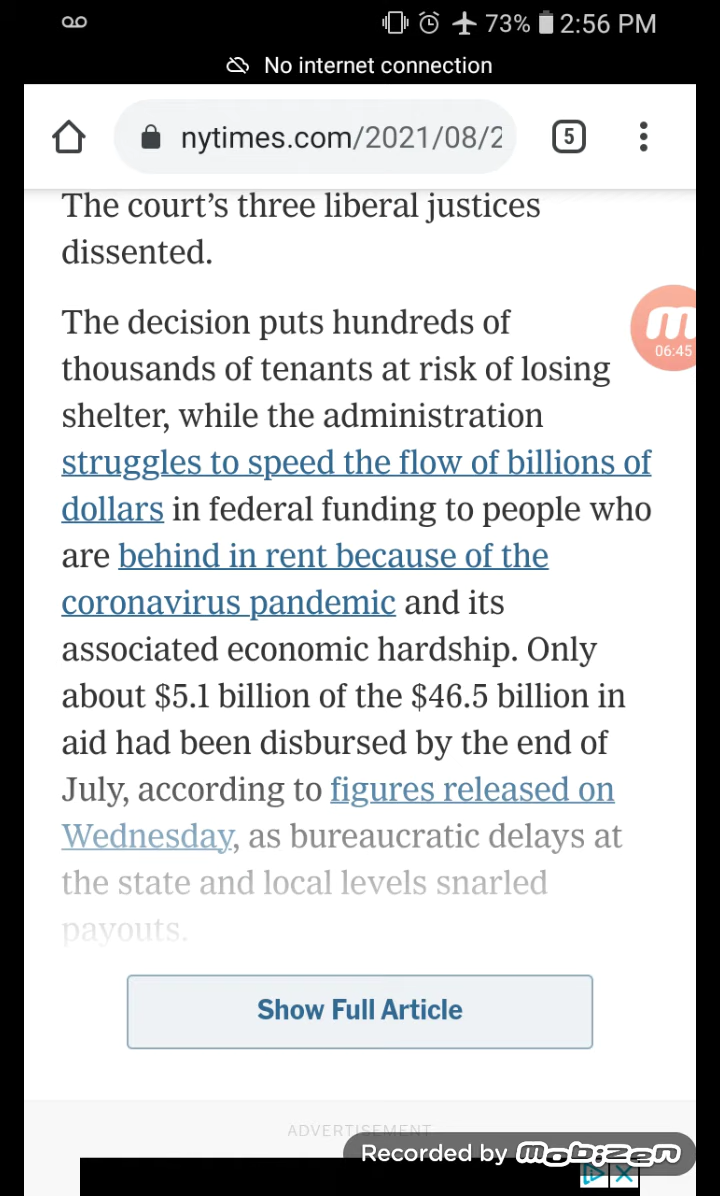 73% 2:56 PM
No internet connection
nytimes.com/2021/08/2
5
The court’s three liberal justices
dissented.
The decision puts hundreds of
thousands of tenants at risk of losing
shelter, while the administration
struggles to speed the flow of billions of
dollars in federal funding to people who
are behind in rent because of the
coronavirus pandemic and its
associated economic hardship. Only
about $5.1 billion of the $46.5 billion in
aid had been disbursed by the end of
July, according to figures released on
Wednesday, as bureaucratic delays at
the state and local levels snarled
payouts.
m
06:45
Show Full Article
ADVERTISEMENT
Recorded by mobizen